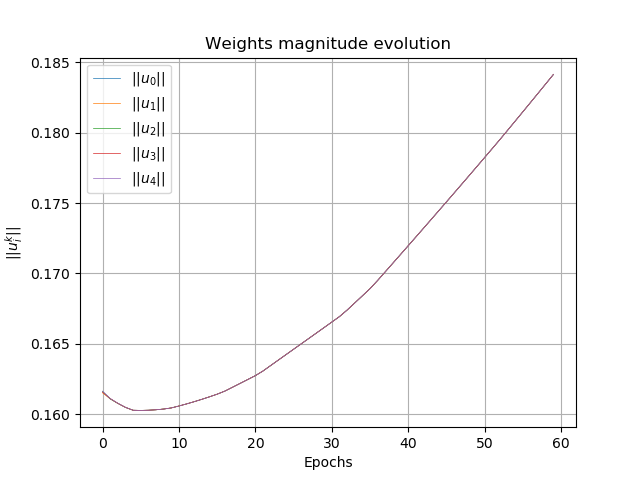 Weights magnitude evolution
||u_0||
||u_1||
||u_2||
||u_3||
||u_4||
||u_i^k||
0.185
0.180
0.175
0.170
0.165
0.160
0 10 20 30 40 50 60
Epochs